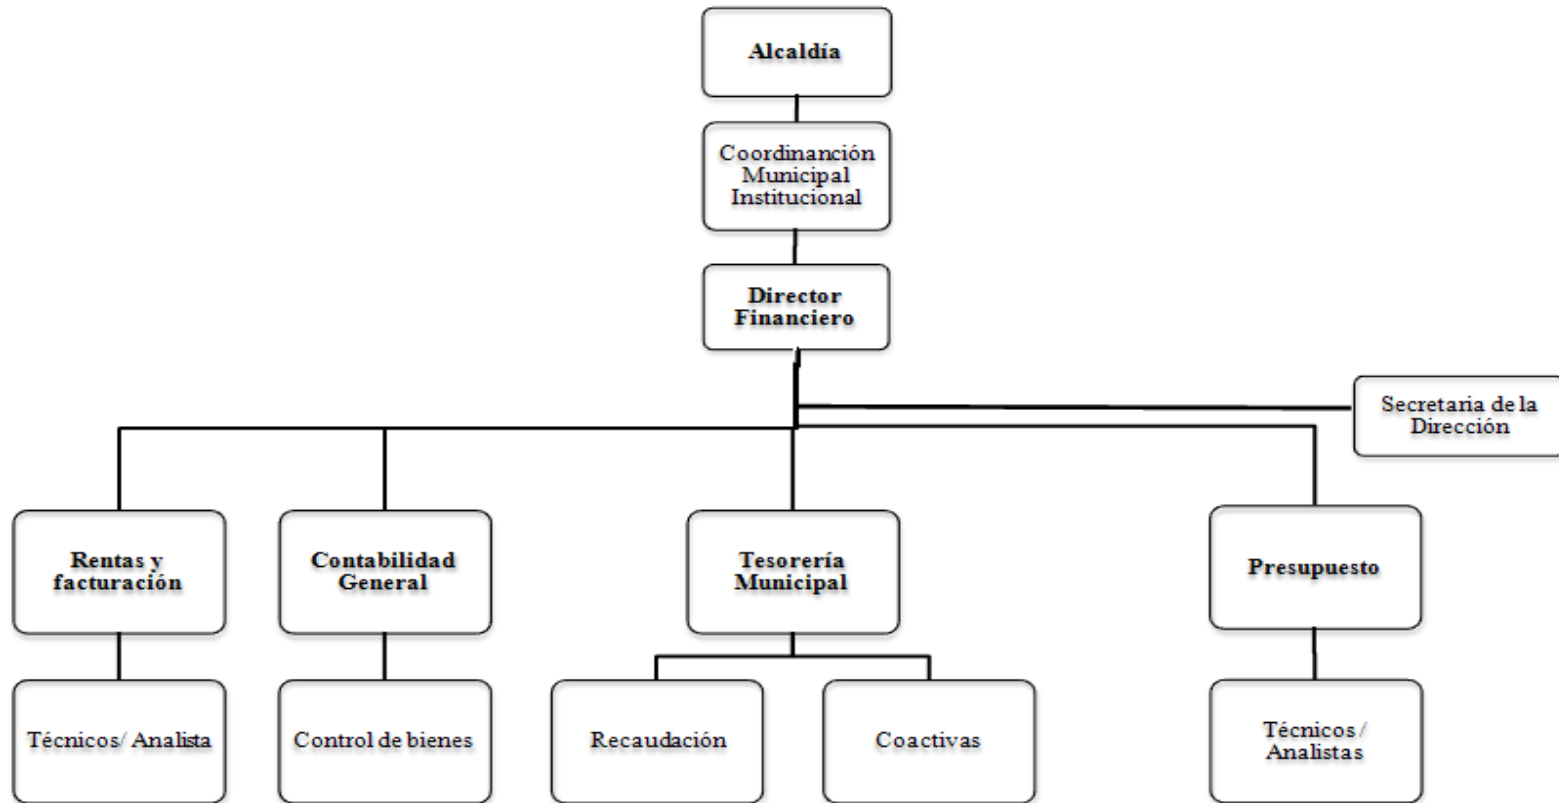 Alcaldía
Coordinanción
Municipal
Institucional
Director
Financiero
Secretaria de la
Dirección
Rentas y
facturación
Contabilidad
General
Tesorería
Municipal
Presupuesto
Técnicos/ Analista
Control de bienes
Recaudación
Coactivas
Técnicos /
Analistas